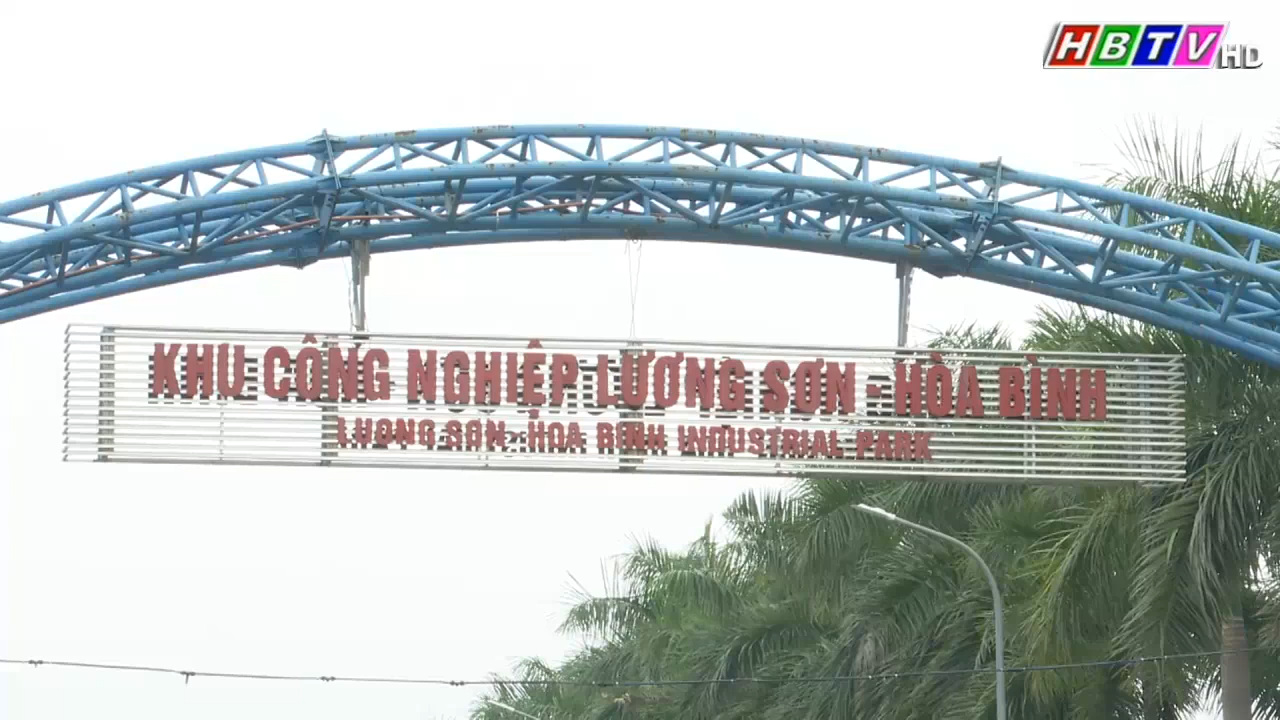 HBTV HD
KHU CÔNG NGHIỆP LƯƠNG SƠN - HÒA BÌNH
LUONG SON - HOA BINH INDUSTRIAL PARK